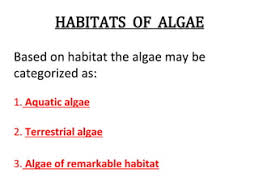 HABITATS OF ALGAE
Based on habitat the algae may be
categorized as:
1. Aquatic algae
2. Terrestrial algae
3. Algae of remarkable habitat